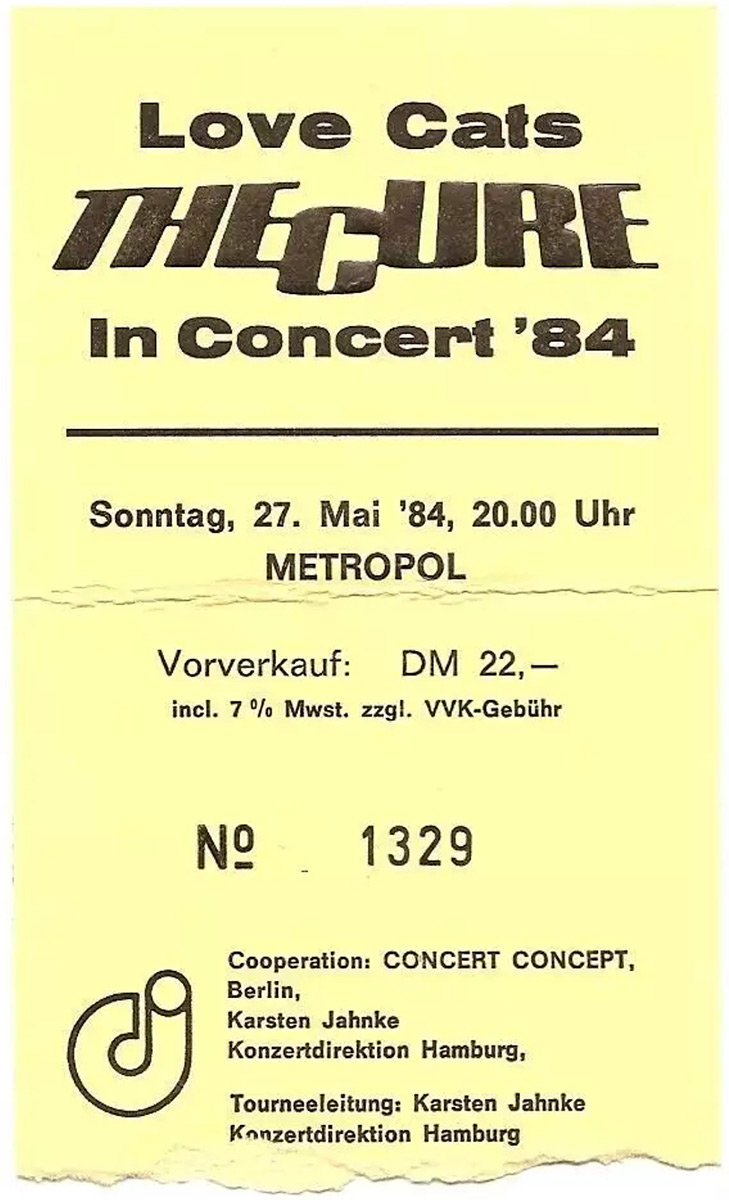 Love Cats
THE CURE
In Concert '84
Sonntag, 27. Mai '84, 20.00 Uhr
METROPOL
Vorverkauf: DM 22,—
incl. 7 % Mwst. zzgl. VVK-Gebühr
Nº 1329
Cooperation: CONCERT CONCEPT,
Berlin,
Karsten Jahnke
Konzertdirektion Hamburg,
Tourneeleitung: Karsten Jahnke
Konzertdirektion Hamburg